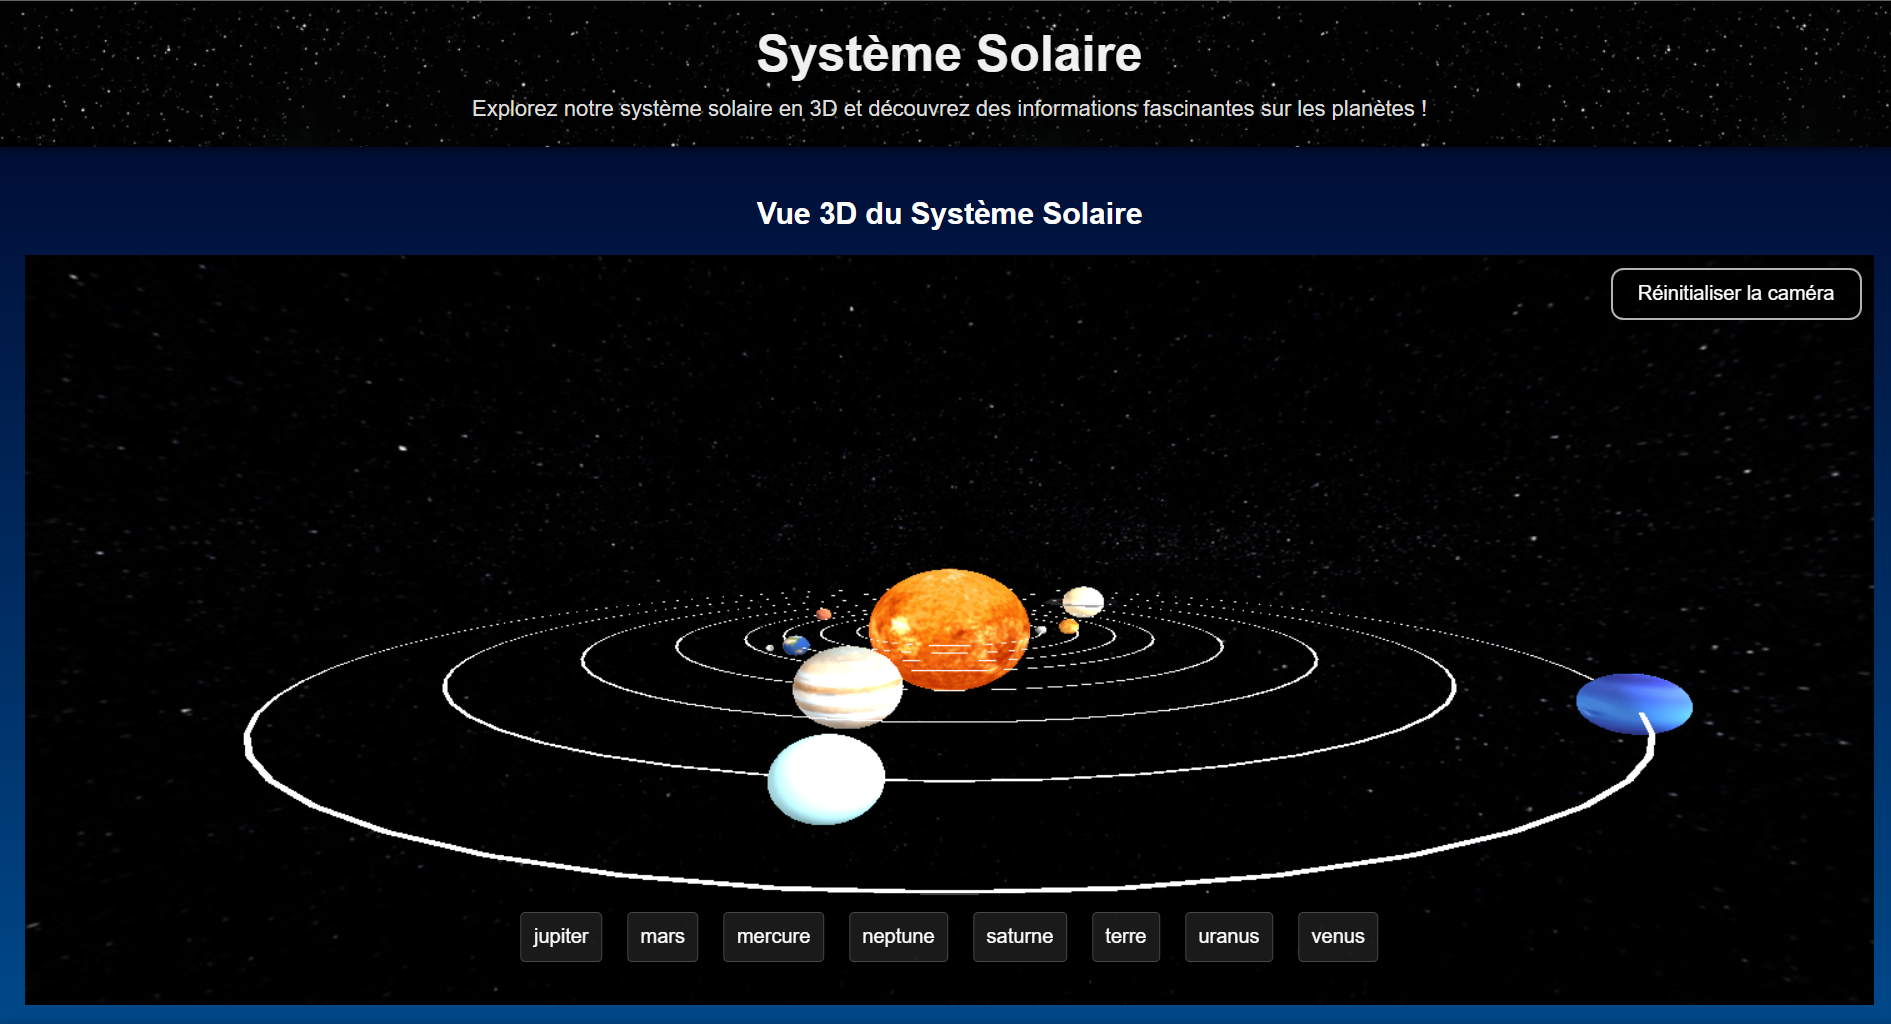 Système Solaire
Explorez notre système solaire en 3D et découvrez des informations fascinantes sur les planètes !
Vue 3D du Système Solaire
Réinitialiser la caméra
jupiter mars mercure neptune saturne terre uranus venus